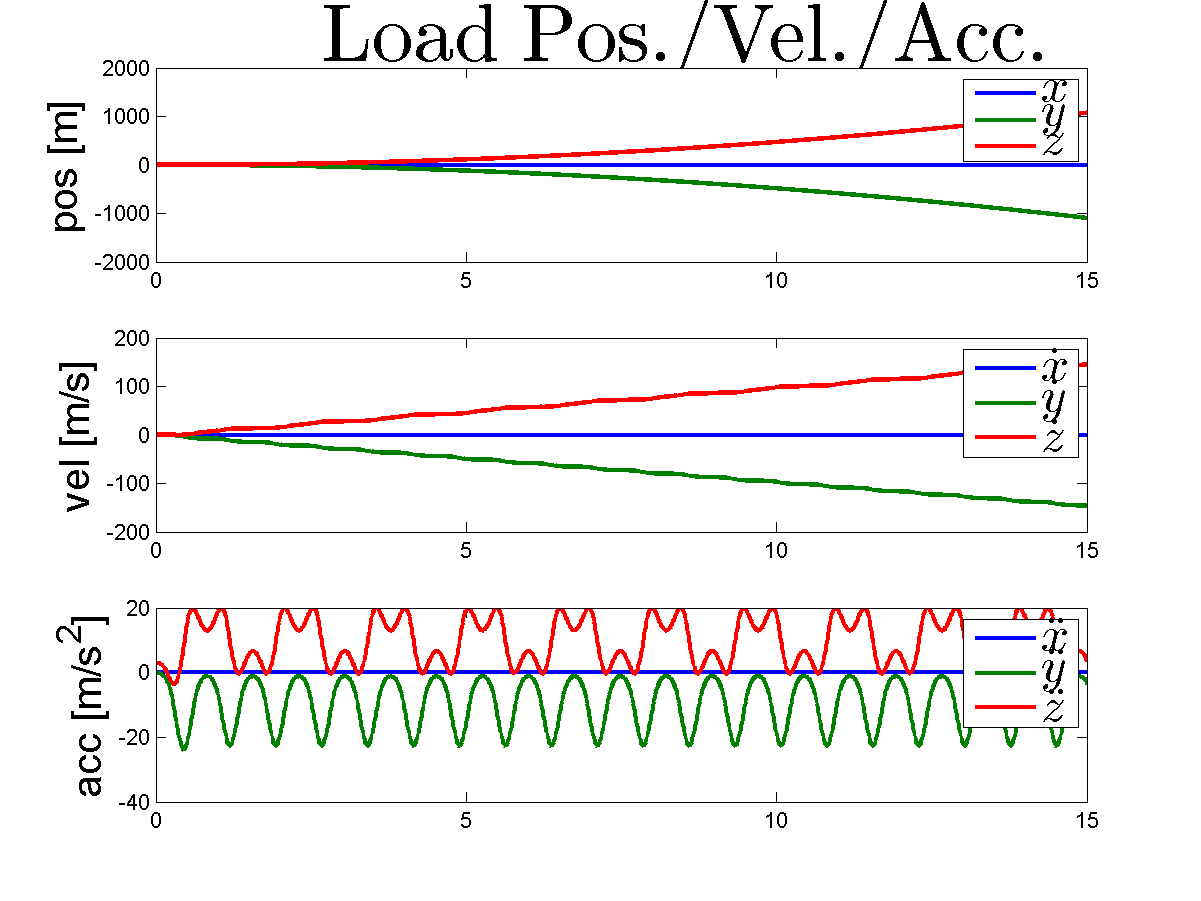 Load Pos./Vel./Acc.
pos [m]
2000
1000
0
-1000
-2000
0 5 10 15
x
y
z
vel [m/s]
200
100
0
-100
-200
0 5 10 15
ẋ
ẏ
ż
acc [m/s²]
20
0
-20
-40
0 5 10 15
ẍ
ÿ
z̈